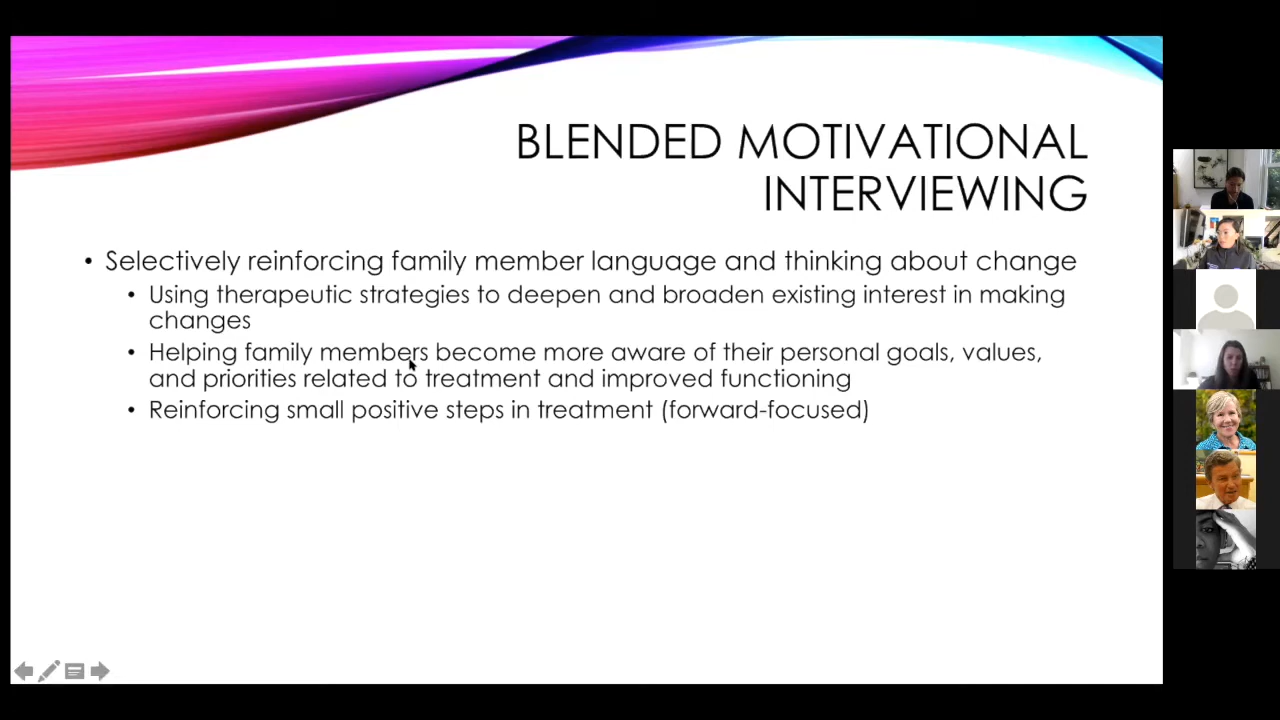 BLENDED MOTIVATIONAL
INTERVIEWING
• Selectively reinforcing family member language and thinking about change
• Using therapeutic strategies to deepen and broaden existing interest in making
changes
• Helping family members become more aware of their personal goals, values,
and priorities related to treatment and improved functioning
• Reinforcing small positive steps in treatment (forward-focused)